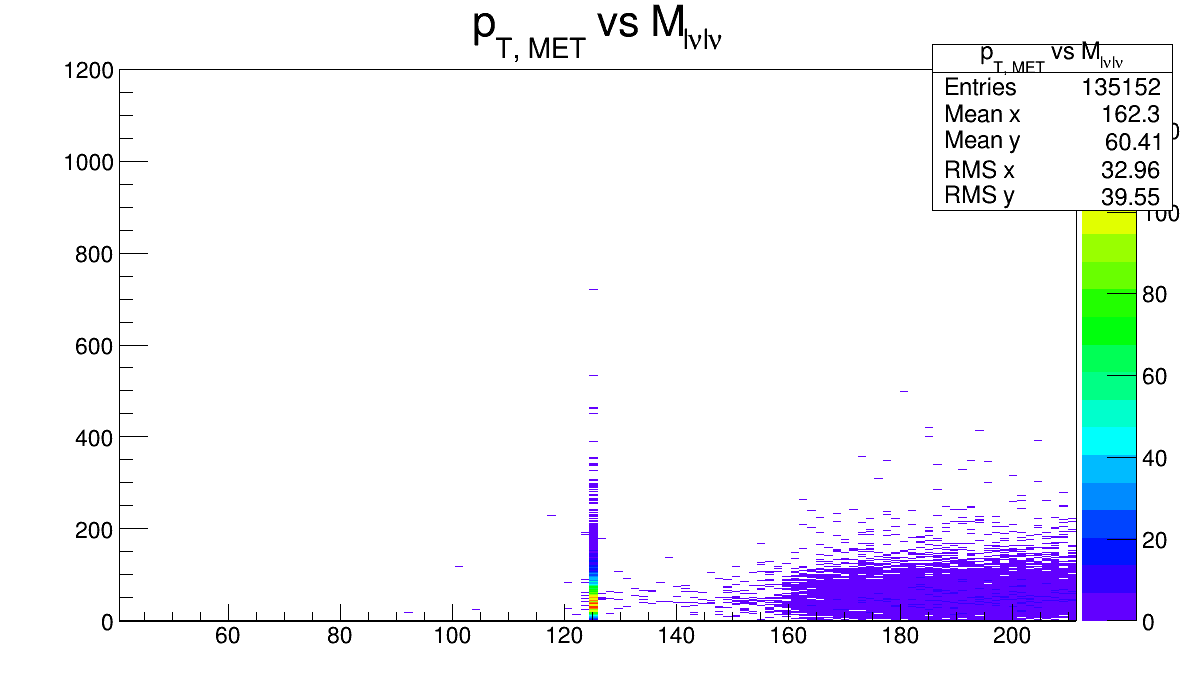 p_T, MET vs M_lνlν
p_T, MET vs M_lνlν
Entries 135152
Mean x 162.3
Mean y 60.41
RMS x 32.96
RMS y 39.55
1200
1000
800
600
400
200
0
60 80 100 120 140 160 180 200
100
80
60
40
20
0